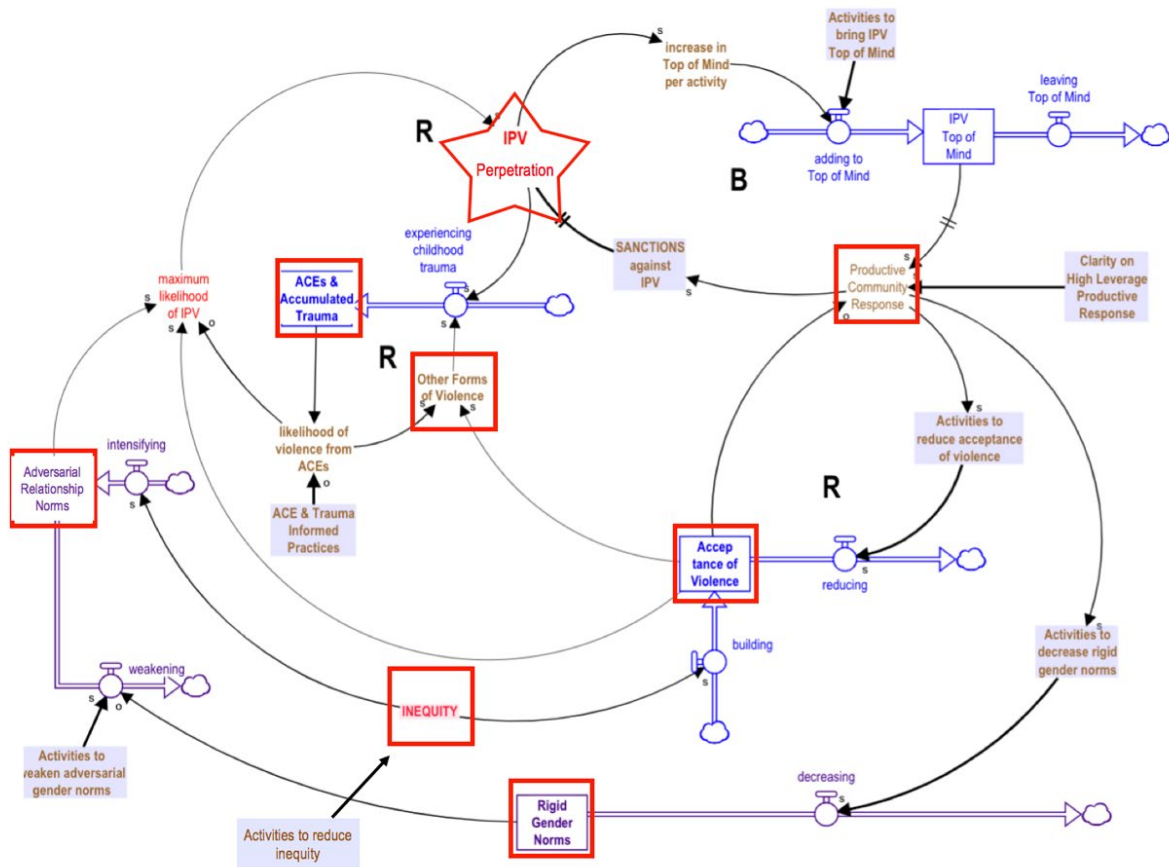 Activities to
bring IPV
Top of Mind
s
increase in
Top of Mind
per activity
leaving
Top of Mind
IPV
Top of
Mind
adding to
Top of Mind
R
s
IPV
Perpetration
B
experiencing
childhood
trauma
SANCTIONS
against
IPV
s
s
Productive
Community
Response
s
s
o
Clarity on
High Leverage
Productive
Response
maximum
likelihood
of IPV
s
s
o
ACEs &
Accumulated
Trauma
s
s
R
Other Forms
of Violence
s
s
likelihood of
violence from
ACEs
o
ACE & Trauma
Informed
Practices
s
Activities to
reduce acceptance
of violence
R
intensifying
s
Adversarial
Relationship
Norms
Accep
tance of
Violence
s
reducing
building
s
s
Activities to
decrease rigid
gender norms
weakening
s
o
INEQUITY
Activities to
weaken adversarial
gender norms
Activities to reduce
inequity
Rigid
Gender
Norms
decreasing
s